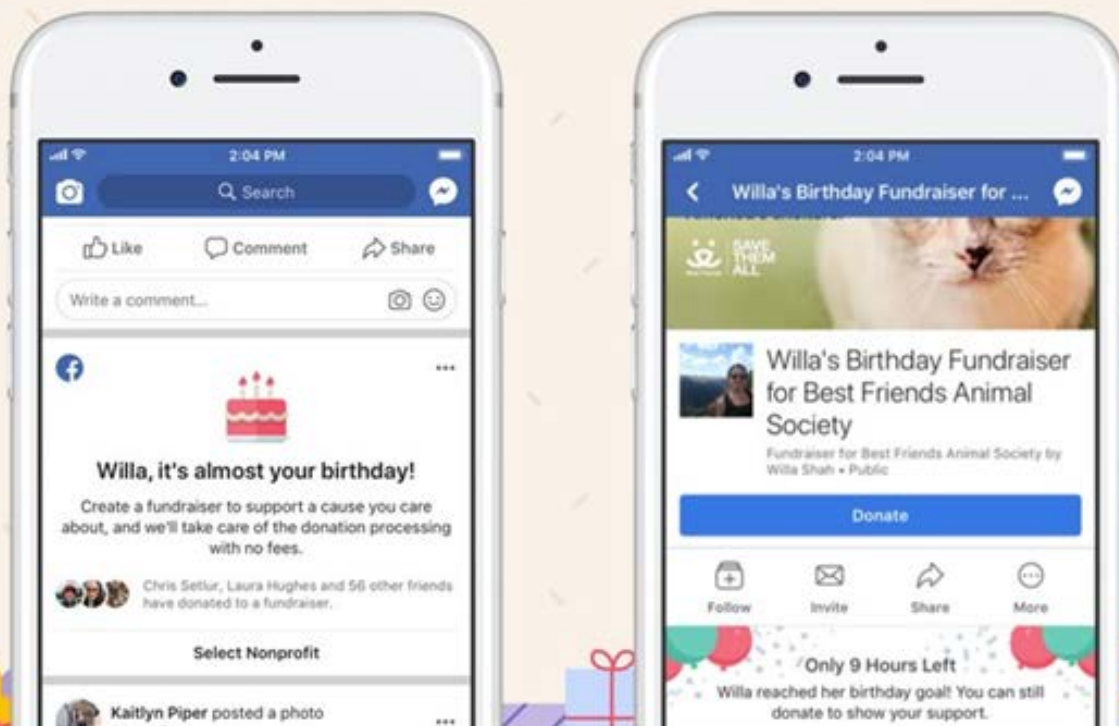 2:04 PM
Search
Like Comment Share
Write a comment...
Willa, it's almost your birthday!
Create a fundraiser to support a cause you care
about, and we'll take care of the donation processing
with no fees.
Chris Setlur, Laura Hughes and 56 other friends
have donated to a fundraiser.
Select Nonprofit
Kaitlyn Piper posted a photo
2:04 PM
Willa's Birthday Fundraiser for ...
SAVE
THEM
ALL
Willa's Birthday Fundraiser
for Best Friends Animal
Society
Fundraiser for Best Friends Animal Society by
Willa Shah • Public
Donate
Follow Invite Share More
Only 9 Hours Left
Willa reached her birthday goal! You can still
donate to show your support.